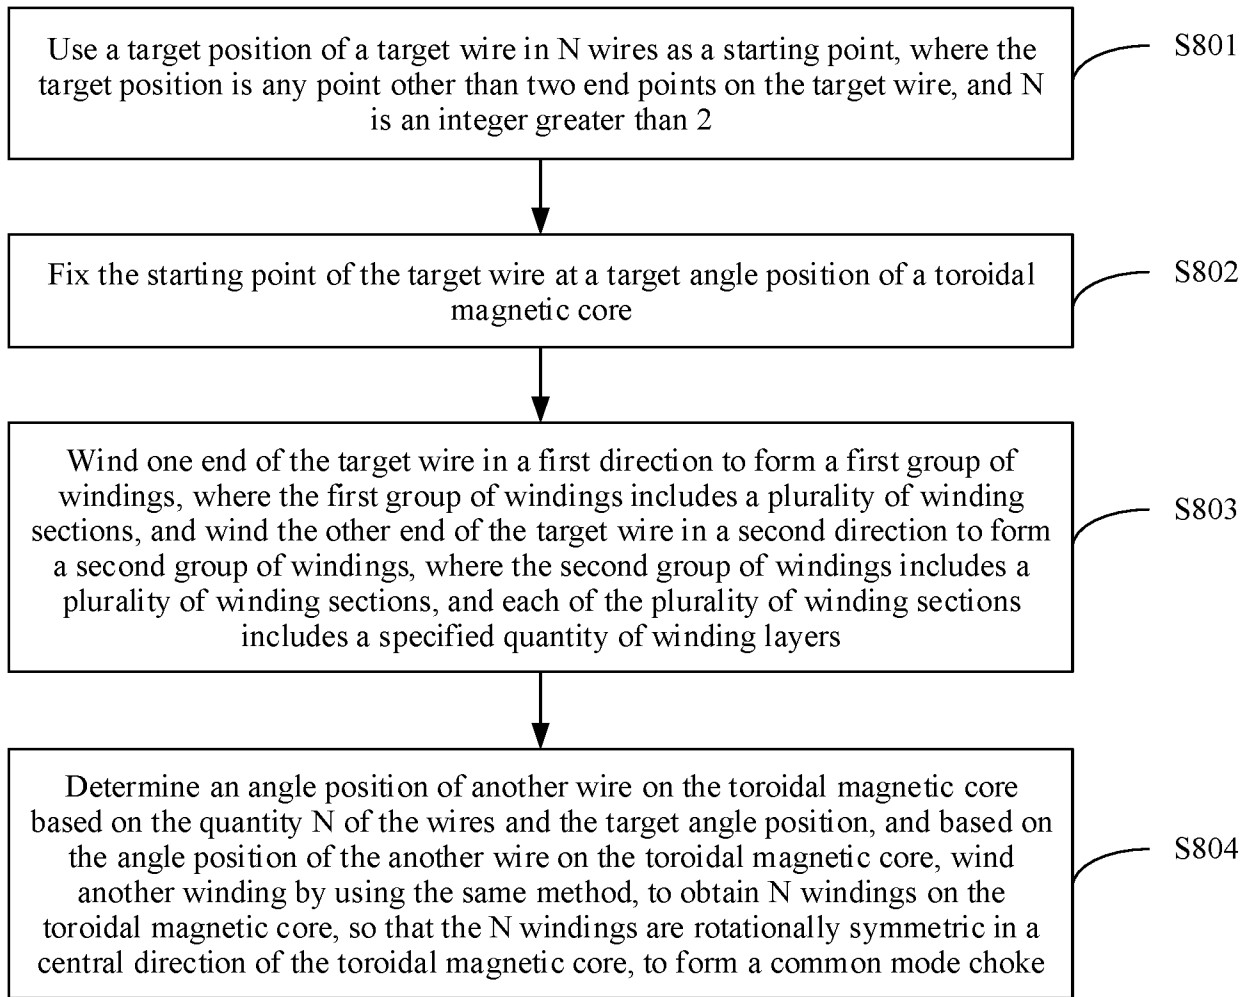 Use a target position of a target wire in N wires as a starting point, where the
target position is any point other than two end points on the target wire, and N
is an integer greater than 2
S801
Fix the starting point of the target wire at a target angle position of a toroidal
magnetic core
S802
Wind one end of the target wire in a first direction to form a first group of
windings, where the first group of windings includes a plurality of winding
sections, and wind the other end of the target wire in a second direction to form
a second group of windings, where the second group of windings includes a
plurality of winding sections, and each of the plurality of winding sections
includes a specified quantity of winding layers
S803
Determine an angle position of another wire on the toroidal magnetic core
based on the quantity N of the wires and the target angle position, and based on
the angle position of the another wire on the toroidal magnetic core, wind
another winding by using the same method, to obtain N windings on the
toroidal magnetic core, so that the N windings are rotationally symmetric in a
central direction of the toroidal magnetic core, to form a common mode choke
S804